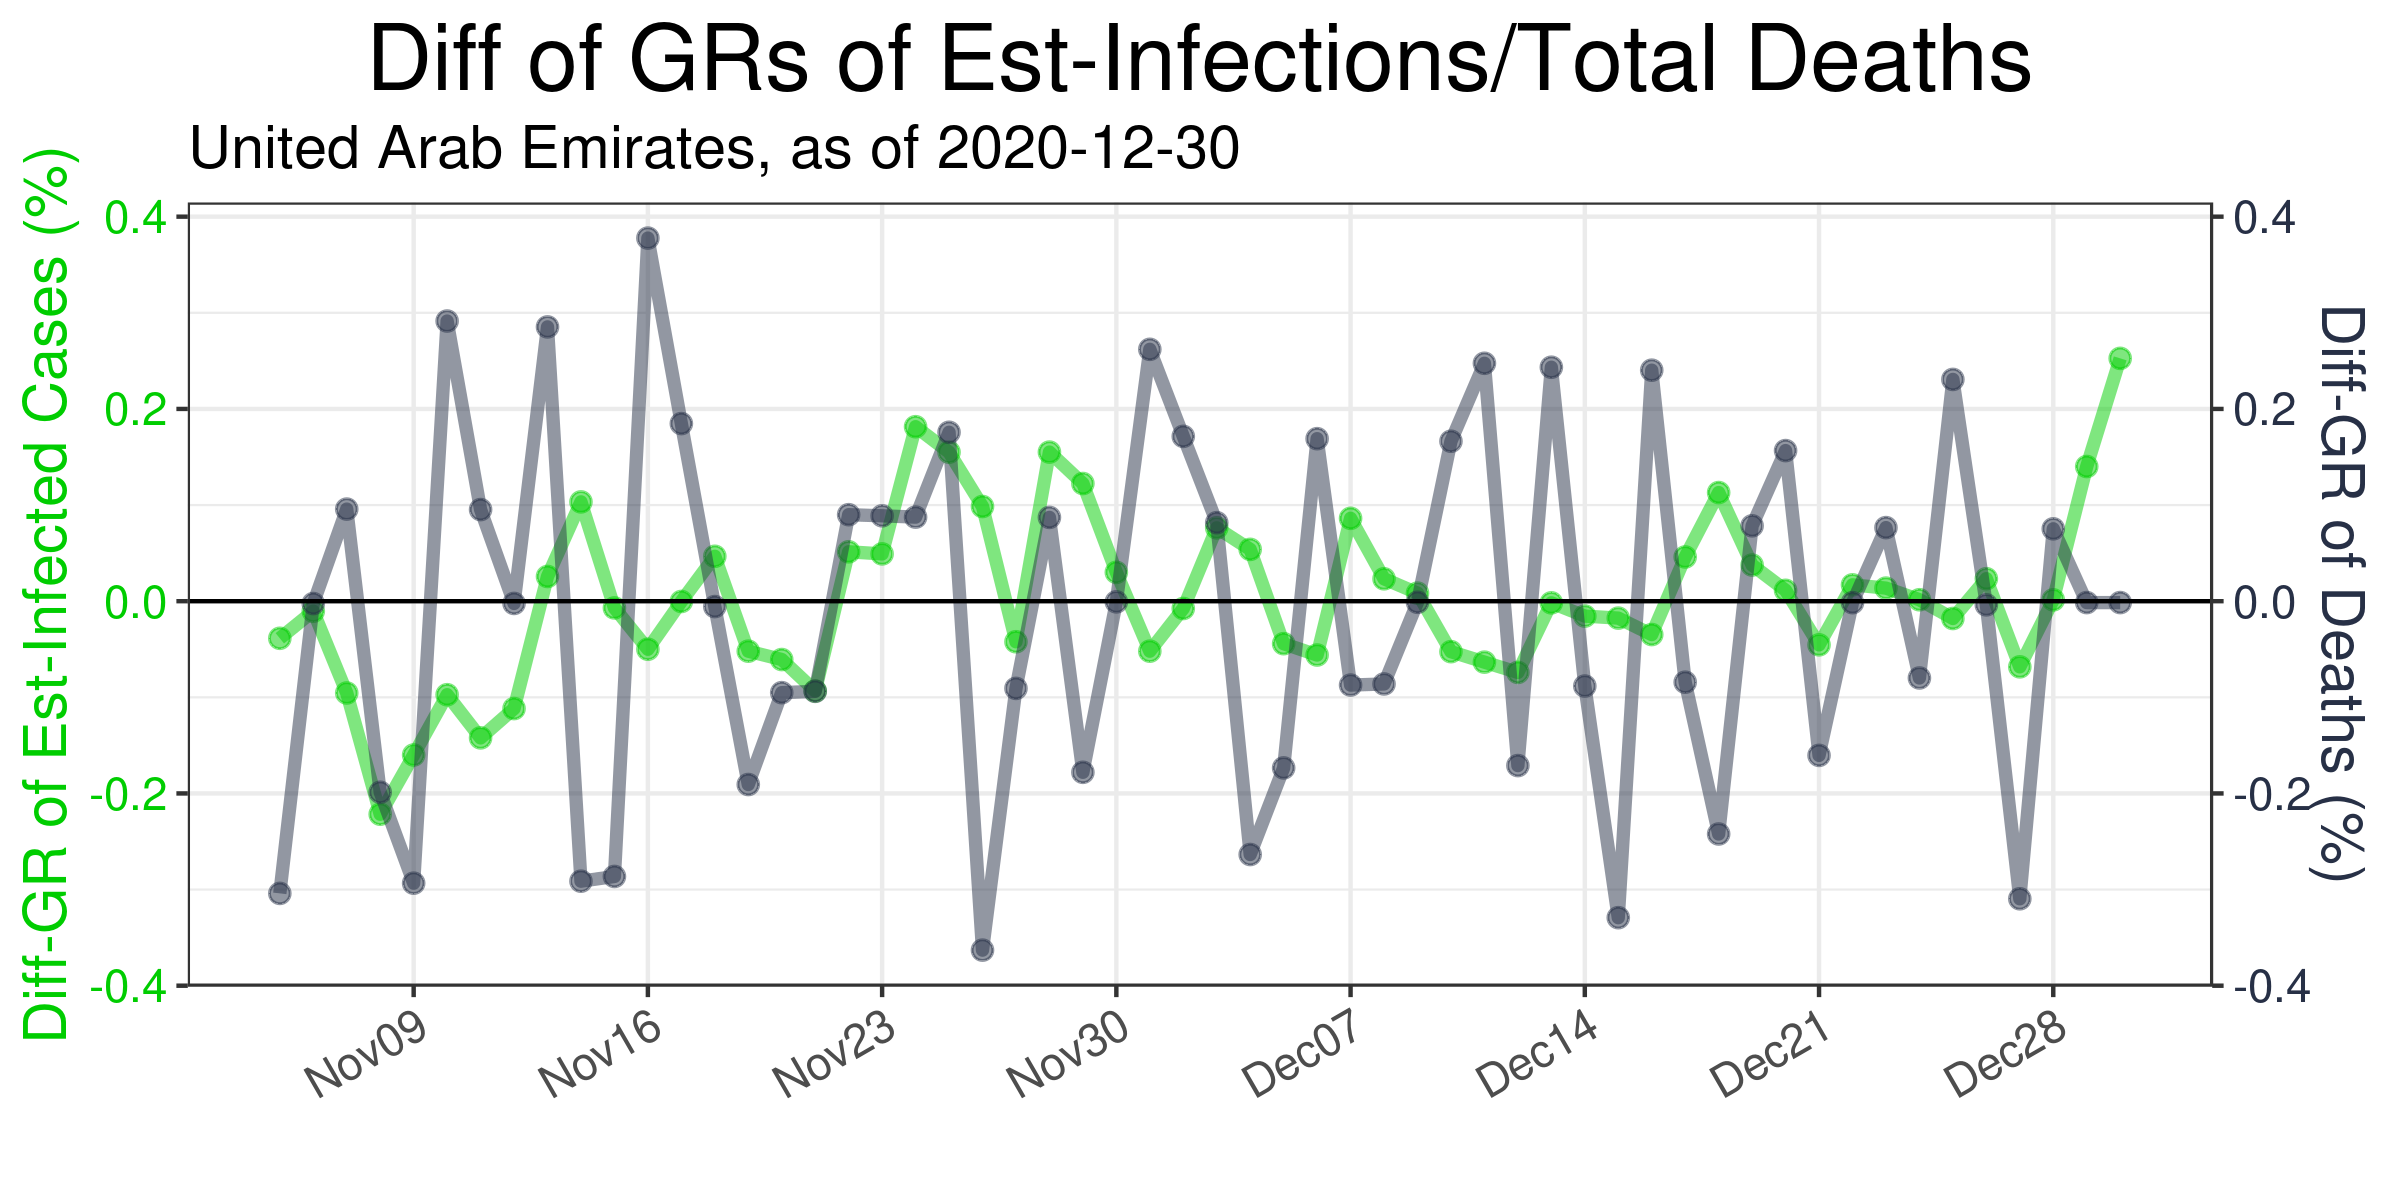 Diff of GRs of Est-Infections/Total Deaths
United Arab Emirates, as of 2020-12-30
Diff-GR of Est-Infected Cases (%)
0.4
0.2
0.0
-0.2
-0.4
0.4
0.2
0.0
-0.2
-0.4
Diff-GR of Deaths (%)
Nov09
Nov16
Nov23
Nov30
Dec07
Dec14
Dec21
Dec28